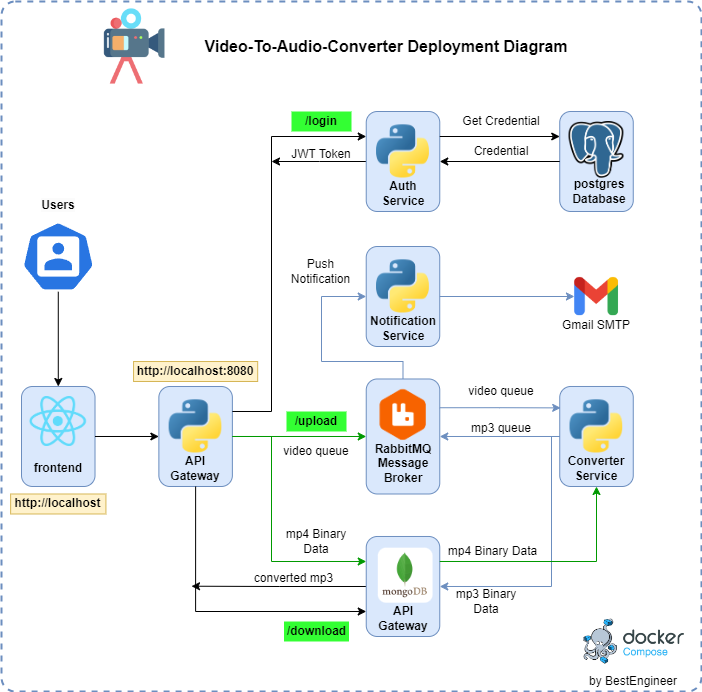 Video-To-Audio-Converter Deployment Diagram
/login
Get Credential
JWT Token
Credential
Auth
Service
postgres
Database
Users
Push
Notification
Notification
Service
Gmail SMTP
http://localhost:8080
/upload
video queue
video queue
mp3 queue
frontend
API
Gateway
RabbitMQ
Message
Broker
Converter
Service
http://localhost
mp4 Binary
Data
mp4 Binary Data
converted mp3
mongoDB
mp3 Binary
Data
API
Gateway
/download
docker
Compose
by BestEngineer